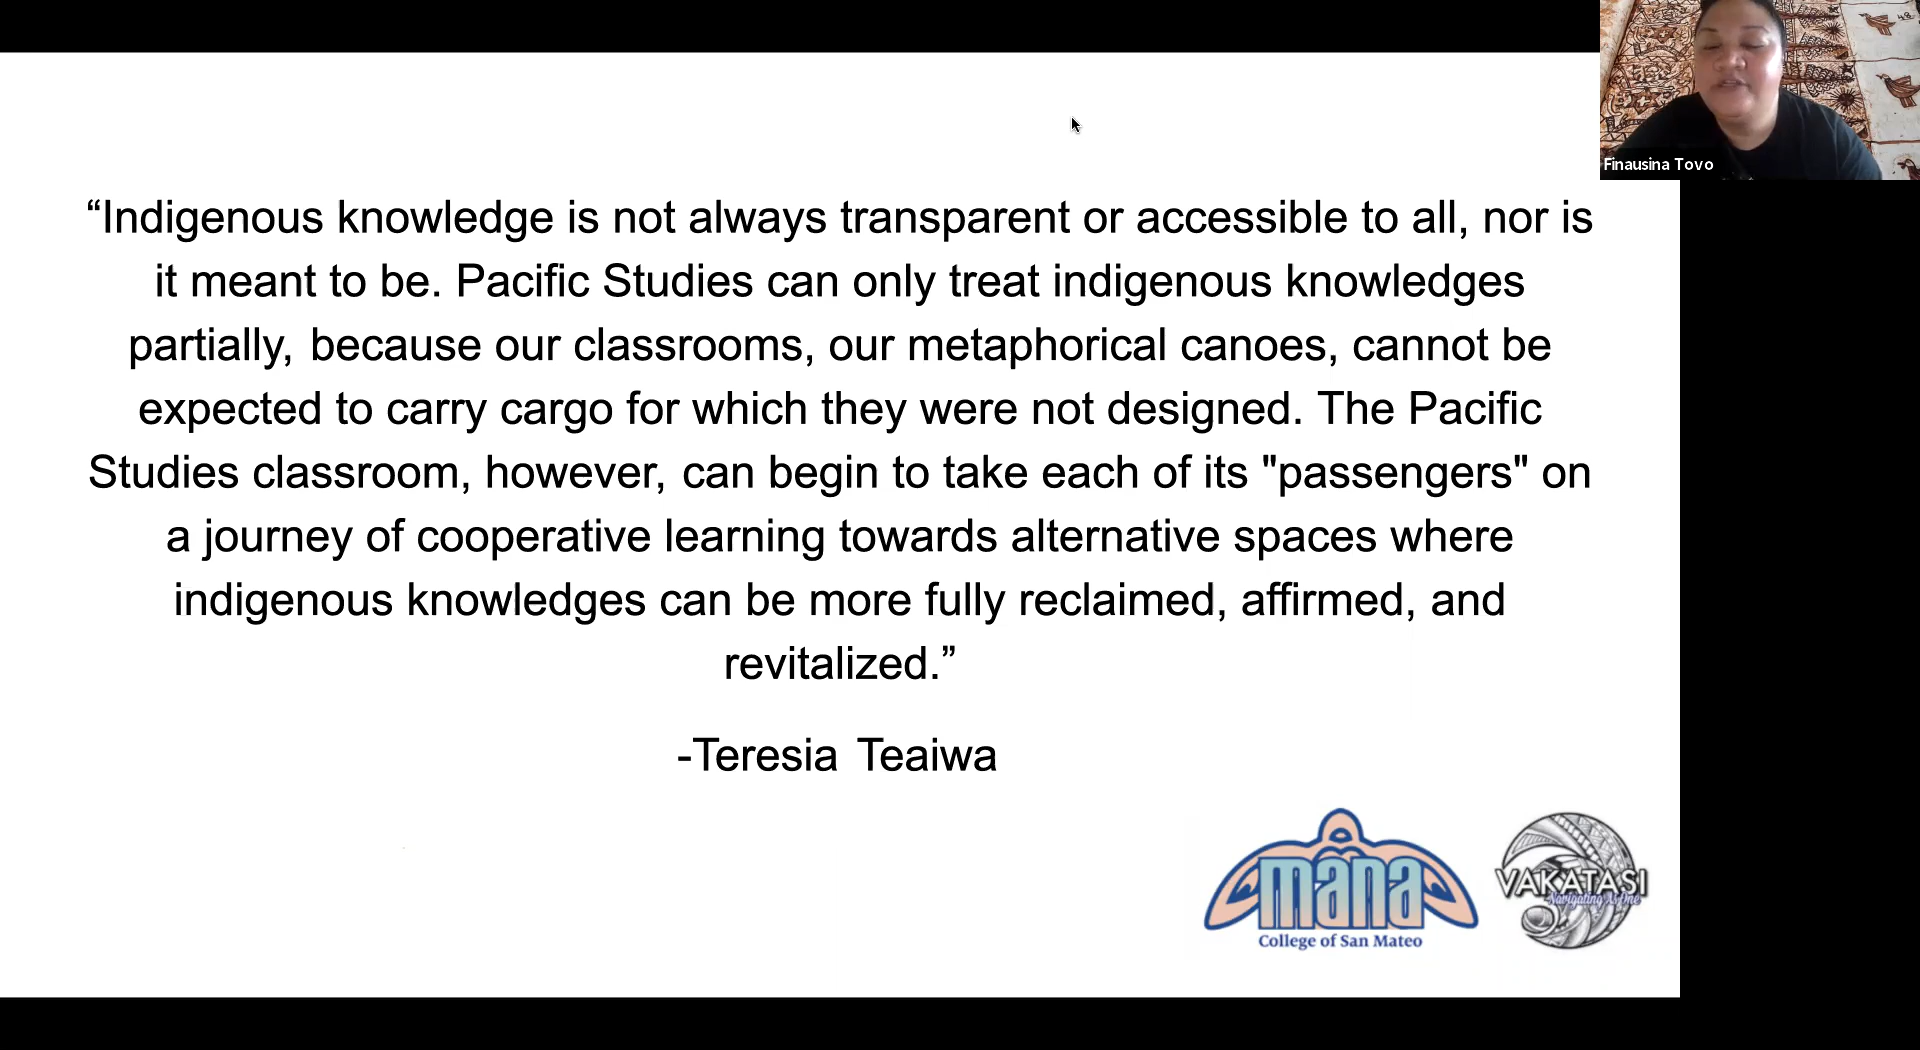 Finausina Tovo
“Indigenous knowledge is not always transparent or accessible to all, nor is
it meant to be. Pacific Studies can only treat indigenous knowledges
partially, because our classrooms, our metaphorical canoes, cannot be
expected to carry cargo for which they were not designed. The Pacific
Studies classroom, however, can begin to take each of its "passengers" on
a journey of cooperative learning towards alternative spaces where
indigenous knowledges can be more fully reclaimed, affirmed, and
revitalized.”
-Teresia Teaiwa
mana
College of San Mateo
VAKATASI
Navigating As One